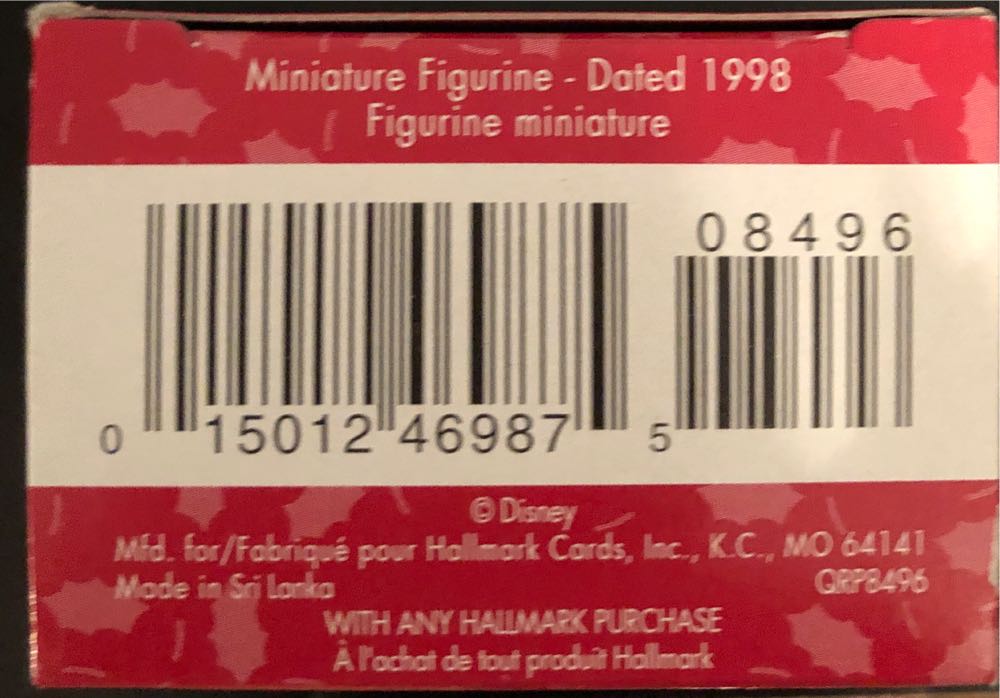 Miniature Figurine - Dated 1998
Figurine miniature
08496
0 15012 46987 5
© Disney
Mfd. for/Fabriqué pour Hallmark Cards, Inc., K.C., MO 64141
Made in Sri Lanka QRP8496
WITH ANY HALLMARK PURCHASE
À l'achat de tout produit Hallmark